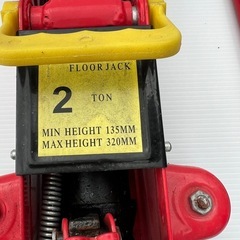 FLOOR JACK
2 TON
MIN HEIGHT 135MM
MAX HEIGHT 320MM